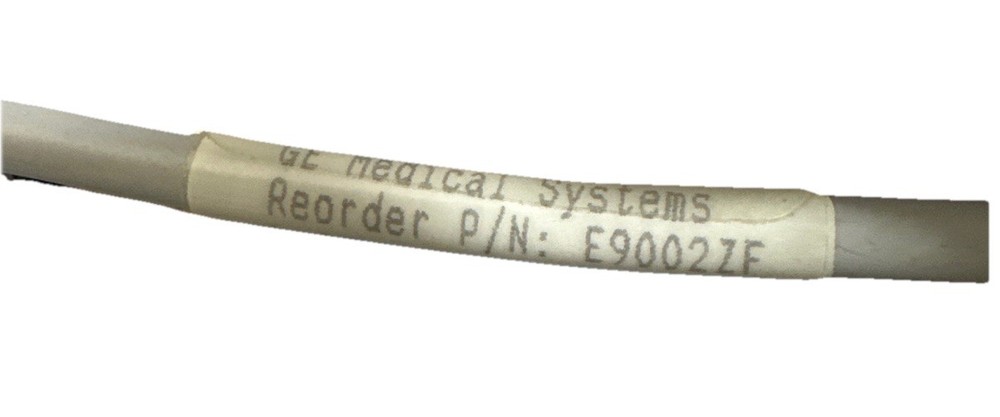 GE Medical Systems
Reorder P/N: E9002ZF